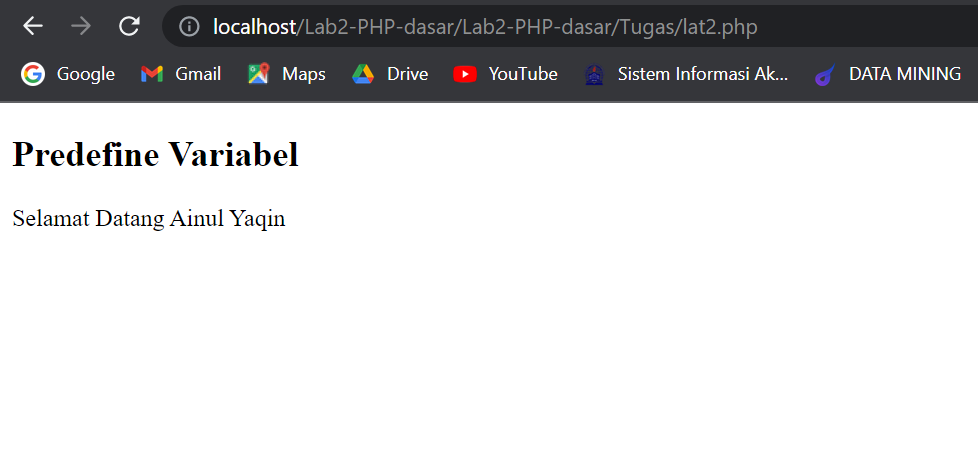 localhost/Lab2-PHP-dasar/Lab2-PHP-dasar/Tugas/lat2.php
Google Gmail Maps Drive YouTube Sistem Informasi Ak... DATA MINING
Predefine Variabel
Selamat Datang Ainul Yaqin